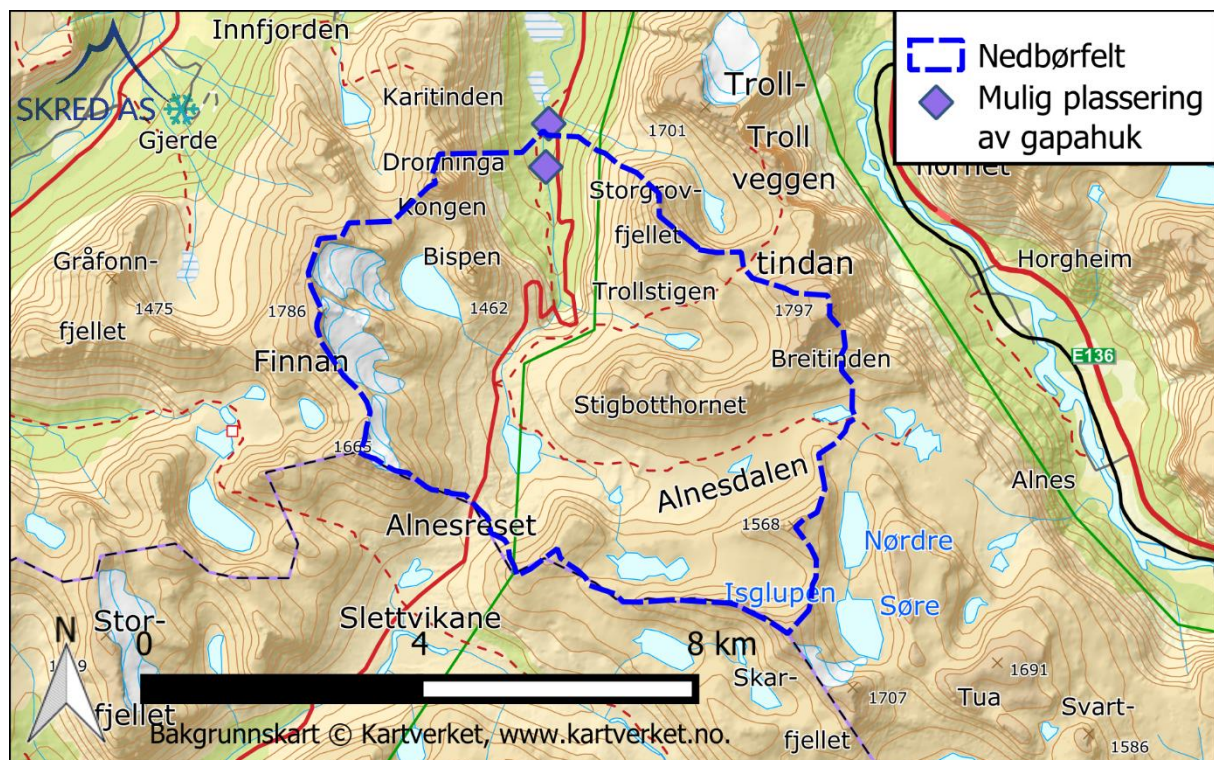 Innfjorden
SKRED AS
Gjerde
Karitinden
Dronninga
Kongen
Bispen
1462
Gråfonn-
1475
fjellet
1786
Finnan
1665
Troll-
Troll
veggen
1701
Storgrov-
fjellet
tindan
Trollstigen
1797
Breitinden
Stigbotthornet
Nedbørfelt
Mulig plassering
av gapahuk
Horgheim
E136
Alnesdalen
Alnes
1568
Alnesreset
Nørdre
Isglupen
Søre
Slettvikane
Stor-
fjellet
N
0
4
8 km
Skar-
fjellet
1707
1691
Tua
Svart-
fjellet
1586
Bakgrunnskart © Kartverket, www.kartverket.no.